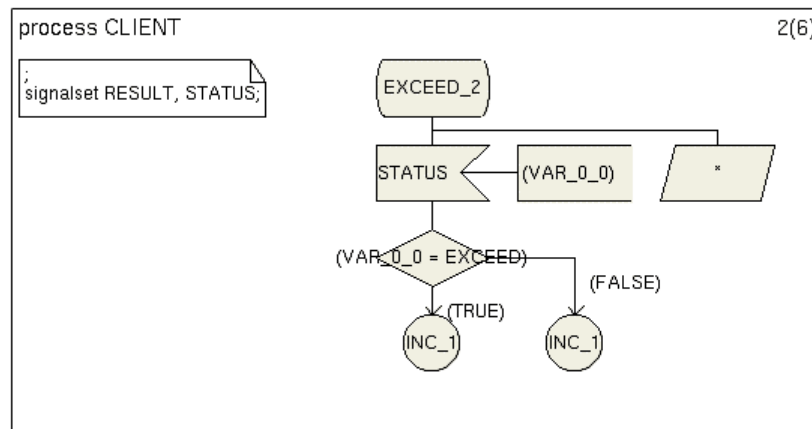 process CLIENT
2(6)
;
signalset RESULT, STATUS;
EXCEED_2
STATUS
(VAR_0_0)
*
(VAR_0_0 = EXCEED)
(FALSE)
(TRUE)
INC_1
INC_1